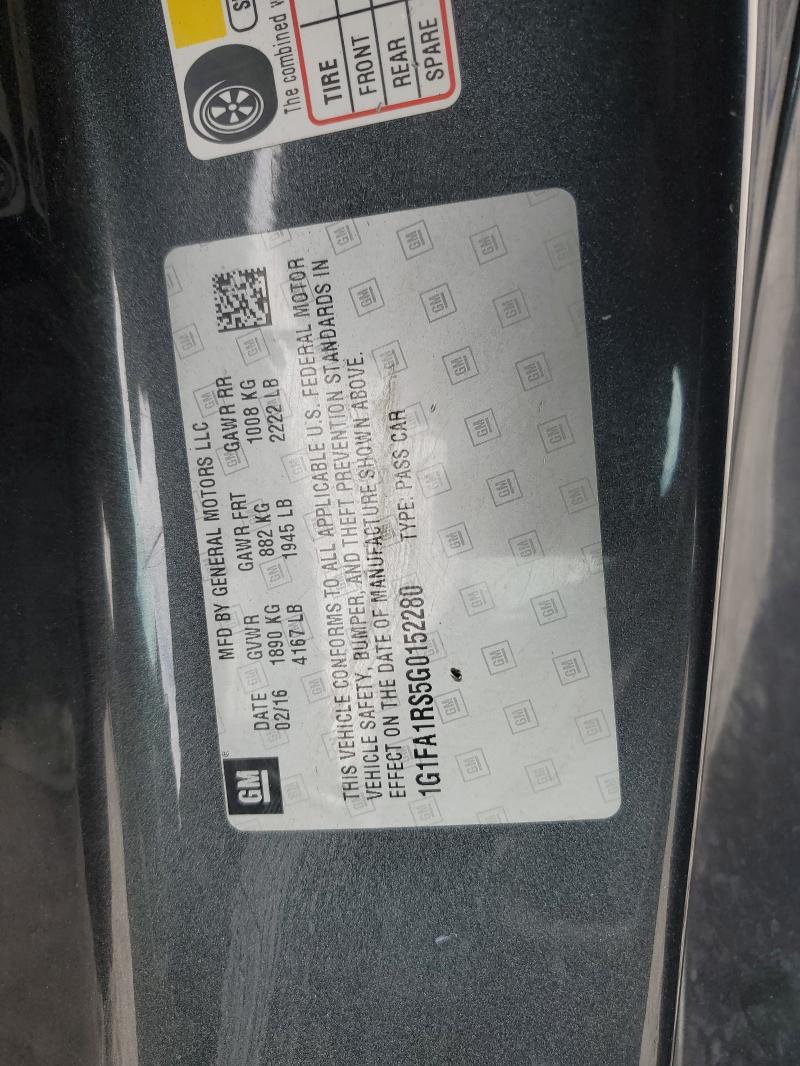 MFD BY GENERAL MOTORS LLC
DATE GVWR GAWR FRT GAWR RR
02/16 1890 KG 882 KG 1008 KG
4167 LB 1945 LB 2222 LB
THIS VEHICLE CONFORMS TO ALL APPLICABLE U.S. FEDERAL MOTOR
VEHICLE SAFETY, BUMPER, AND THEFT PREVENTION STANDARDS IN
EFFECT ON THE DATE OF MANUFACTURE SHOWN ABOVE.
1G1FA1RS5G0152280 TYPE: PASS CAR
GM
The combined
TIRE
FRONT
REAR
SPARE